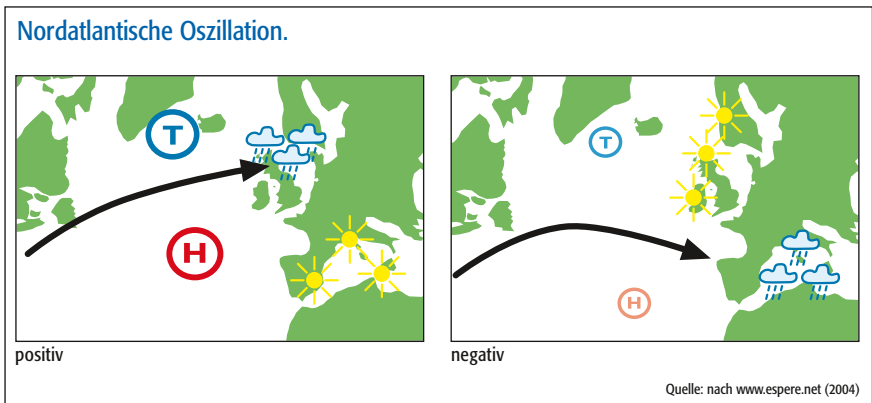 Nordatlantische Oszillation.
T
H
positiv
T
H
negativ
Quelle: nach www.espere.net (2004)